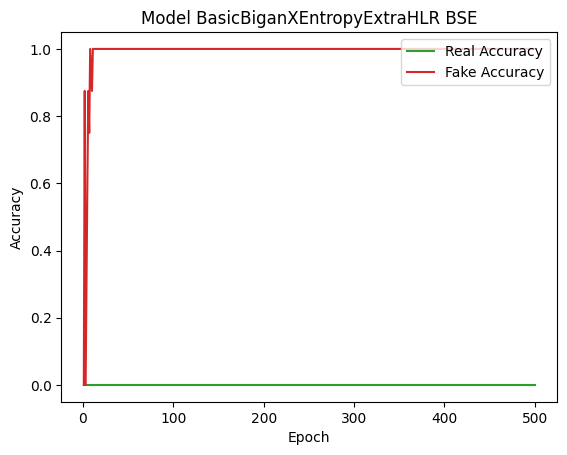 Model BasicBiganXEntropyExtraHLR BSE
1.0
0.8
0.6
0.4
0.2
0.0
Accuracy
Real Accuracy
Fake Accuracy
0 100 200 300 400 500
Epoch